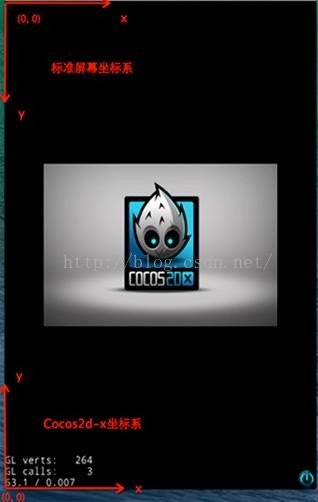 (0, 0)
x
标准屏幕坐标系
y
http://blog.csdn.net/
COCOS2DX
y
Cocos2d-x坐标系
GL verts: 264
GL calls: 3
63.1 / 0.007
x
(0, 0)